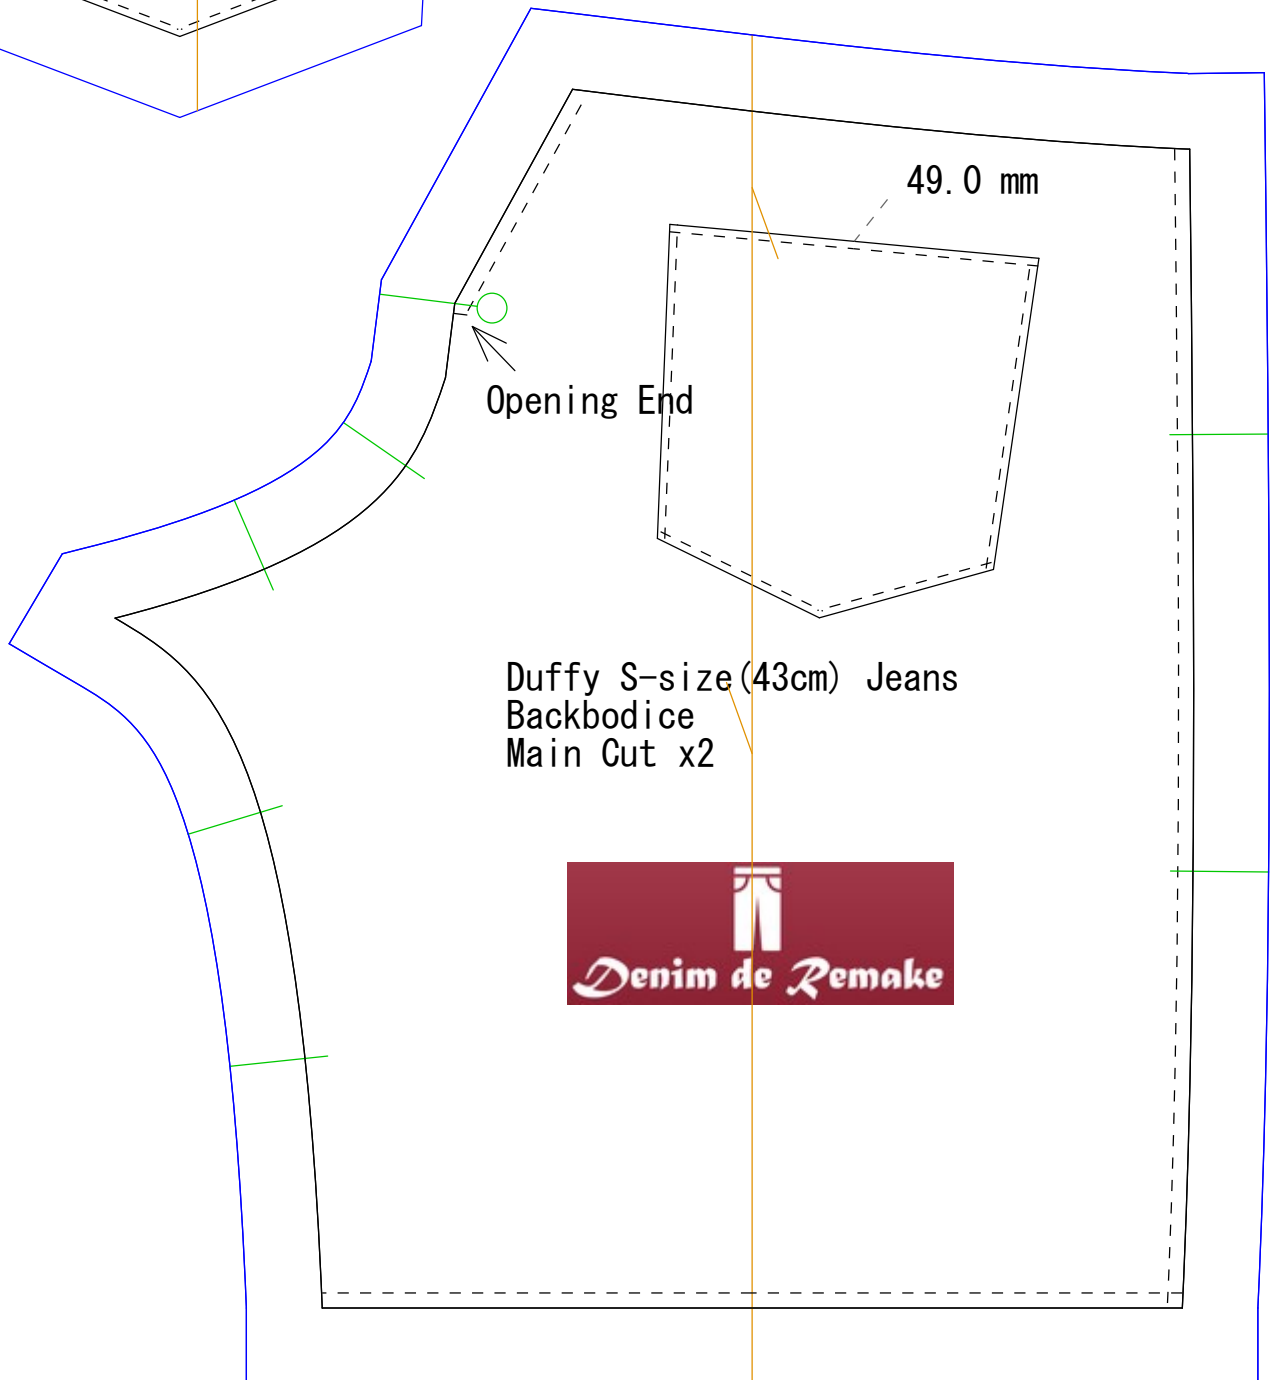 49.0 mm
Opening End
Duffy S-size(43cm) Jeans
Backbodice
Main Cut x2
Denim de Remake